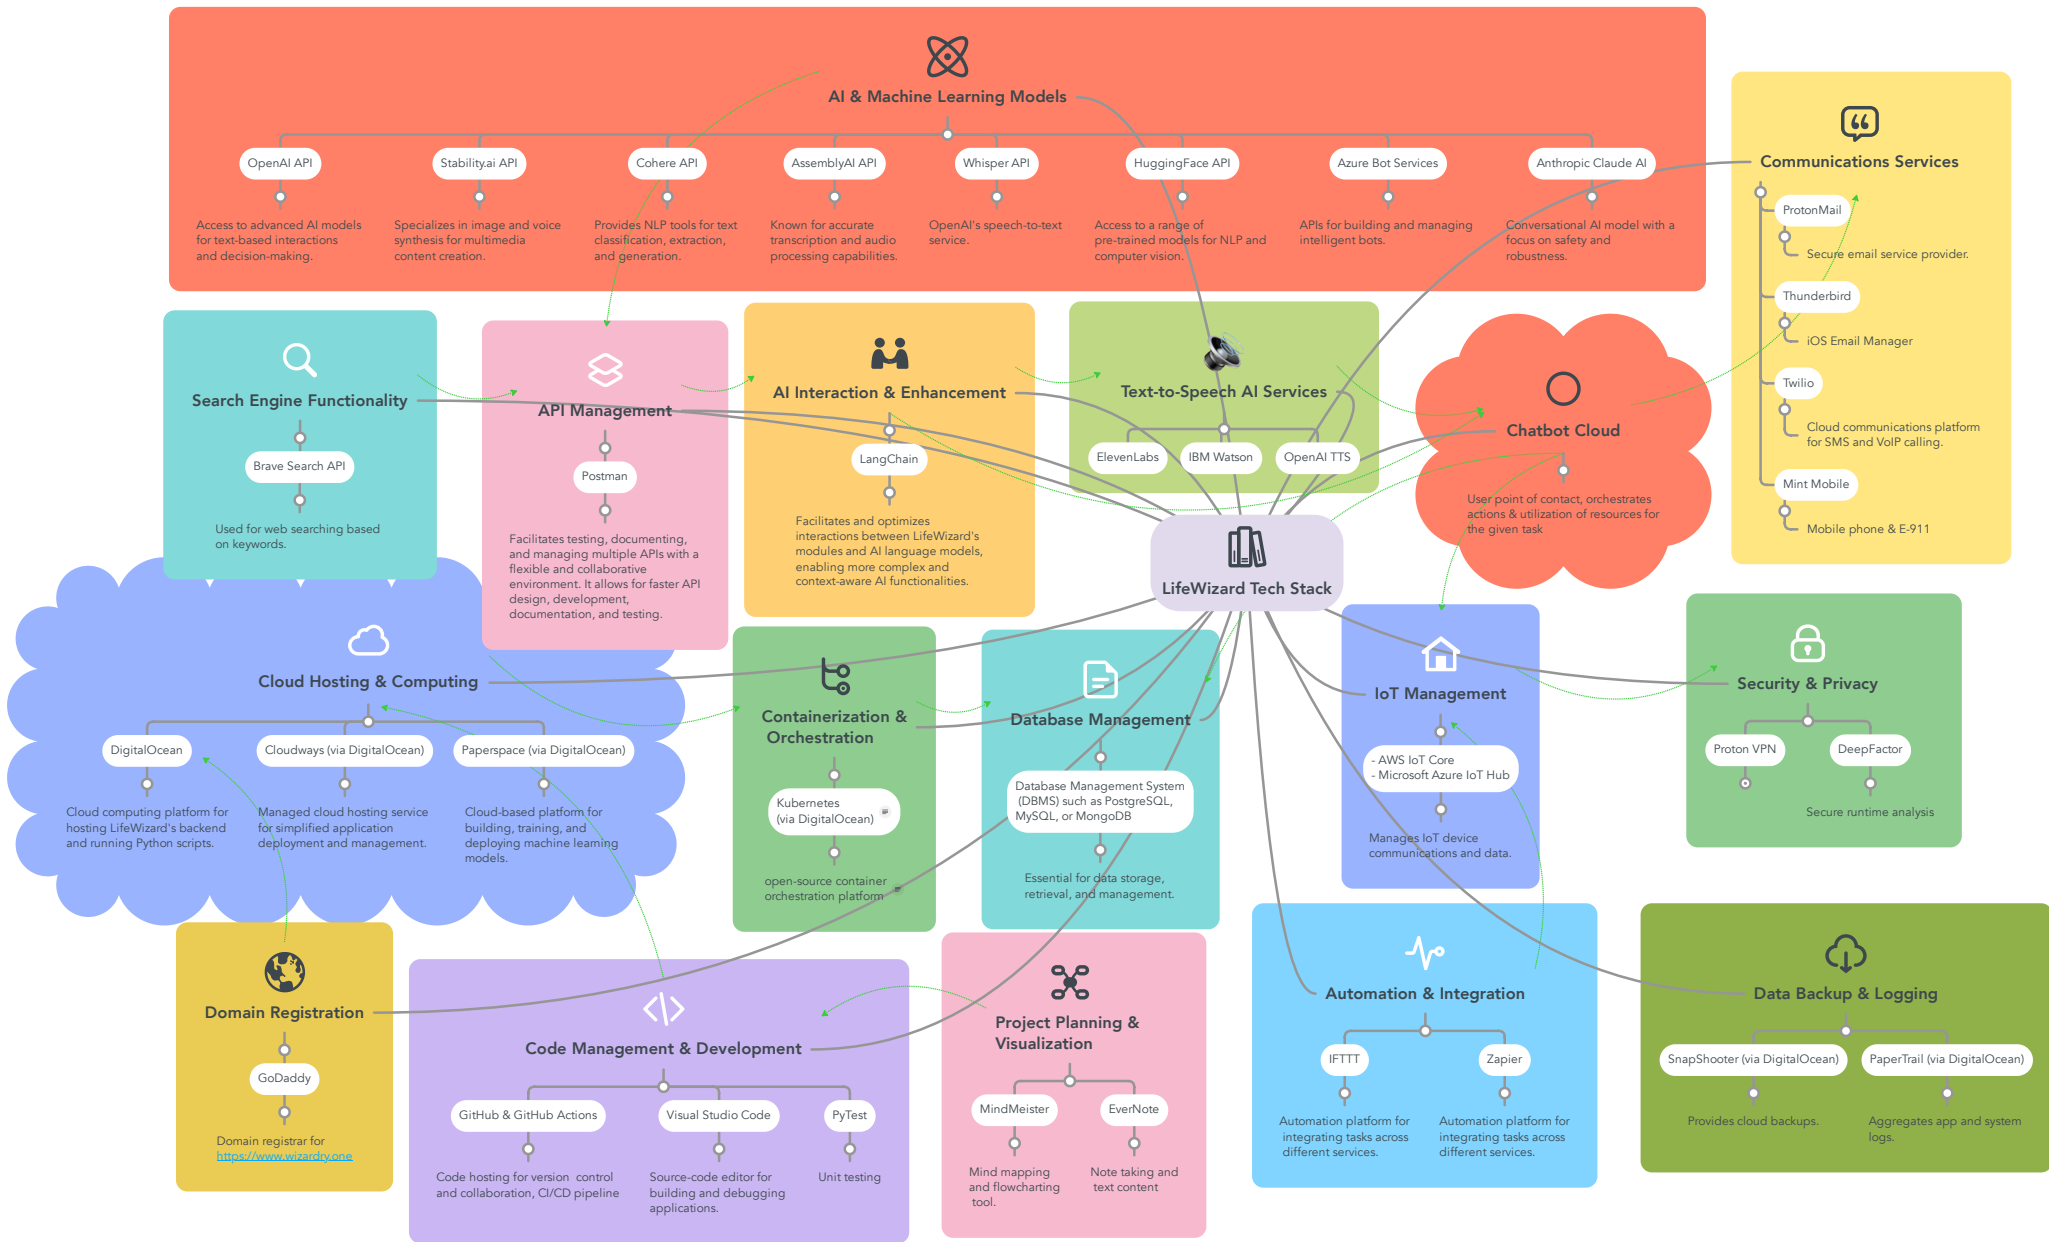 AI & Machine Learning Models
OpenAI API
Access to advanced AI models
for text-based interactions
and decision-making.
Stability.ai API
Specializes in image and voice
synthesis for multimedia
content creation.
Cohere API
Provides NLP tools for text
classification, extraction,
and generation.
AssemblyAI API
Known for accurate
transcription and audio
processing capabilities.
Whisper API
OpenAI's speech-to-text
service.
HuggingFace API
Access to a range of
pre-trained models for NLP and
computer vision.
Azure Bot Services
APIs for building and managing
intelligent bots.
Anthropic Claude AI
Conversational AI model with a
focus on safety and
robustness.
Communications Services
ProtonMail
Secure email service provider.
Thunderbird
iOS Email Manager
Twilio
Cloud communications platform
for SMS and VoIP calling.
Mint Mobile
Mobile phone & E-911
Search Engine Functionality
Brave Search API
Used for web searching based
on keywords.
API Management
Postman
Facilitates testing, documenting,
and managing multiple APIs with a
flexible and collaborative
environment. It allows for faster API
design, development,
documentation, and testing.
AI Interaction & Enhancement
LangChain
Facilitates and optimizes
interactions between LifeWizard's
modules and AI language models,
enabling more complex and
context-aware AI functionalities.
Text-to-Speech AI Services
ElevenLabs
IBM Watson
OpenAI TTS
Chatbot Cloud
User point of contact, orchestrates
actions & utilization of resources for
the given task
LifeWizard Tech Stack
Cloud Hosting & Computing
DigitalOcean
Cloud computing platform for
hosting LifeWizard's backend
and running Python scripts.
Cloudways (via DigitalOcean)
Managed cloud hosting service
for simplified application
deployment and management.
Paperspace (via DigitalOcean)
Cloud-based platform for
building, training, and
deploying machine learning
models.
Containerization &
Orchestration
Kubernetes
(via DigitalOcean)
open-source container
orchestration platform
Database Management
Database Management System
(DBMS) such as PostgreSQL,
MySQL, or MongoDB
Essential for data storage,
retrieval, and management.
IoT Management
- AWS IoT Core
- Microsoft Azure IoT Hub
Manages IoT device
communications and data.
Security & Privacy
Proton VPN
DeepFactor
Secure runtime analysis
Domain Registration
GoDaddy
Domain registrar for
https://www.wizardry.one
Code Management & Development
GitHub & GitHub Actions
Code hosting for version control
and collaboration, CI/CD pipeline
Visual Studio Code
Source-code editor for
building and debugging
applications.
PyTest
Unit testing
Project Planning &
Visualization
MindMeister
Mind mapping
and flowcharting
tool.
EverNote
Note taking and
text content
Automation & Integration
IFTTT
Automation platform for
integrating tasks across
different services.
Zapier
Automation platform for
integrating tasks across
different services.
Data Backup & Logging
SnapShooter (via DigitalOcean)
Provides cloud backups.
PaperTrail (via DigitalOcean)
Aggregates app and system
logs.